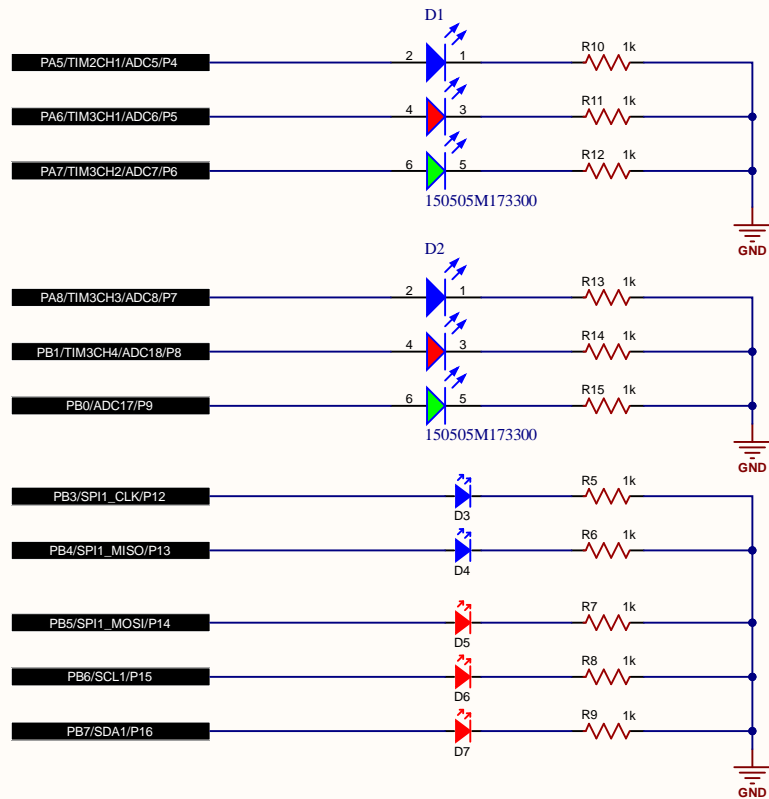 D1
PA5/TIM2CH1/ADC5/P4 2 1 R10 1k
PA6/TIM3CH1/ADC6/P5 4 3 R11 1k
PA7/TIM3CH2/ADC7/P6 6 5 R12 1k
150505M173300
GND
D2
PA8/TIM3CH3/ADC8/P7 2 1 R13 1k
PB1/TIM3CH4/ADC18/P8 4 3 R14 1k
PB0/ADC17/P9 6 5 R15 1k
150505M173300
GND
PB3/SPI1_CLK/P12 R5 1k
D3
PB4/SPI1_MISO/P13 R6 1k
D4
PB5/SPI1_MOSI/P14 R7 1k
D5
PB6/SCL1/P15 R8 1k
D6
PB7/SDA1/P16 R9 1k
D7
GND